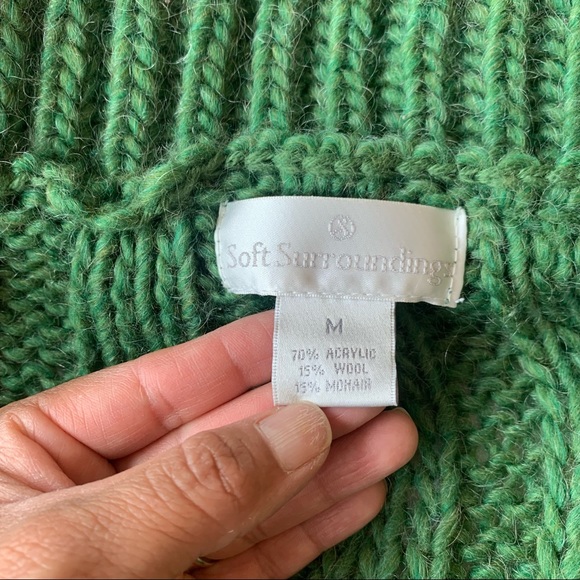 S
Soft Surroundings
M
70% ACRYLIC
15% WOOL
15% MOHAIR